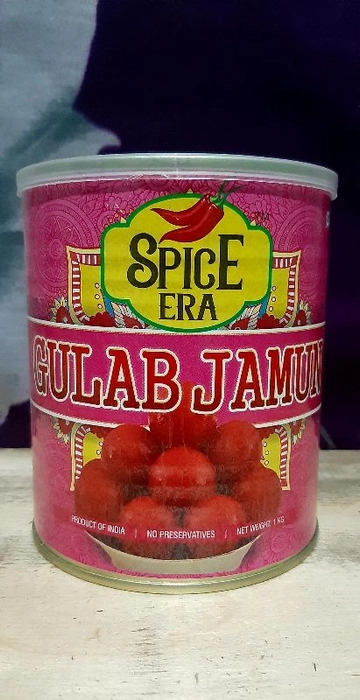 SPICE
ERA
GULAB JAMUN
PRODUCT OF INDIA | NO PRESERVATIVES | NET WEIGHT: 1 KG